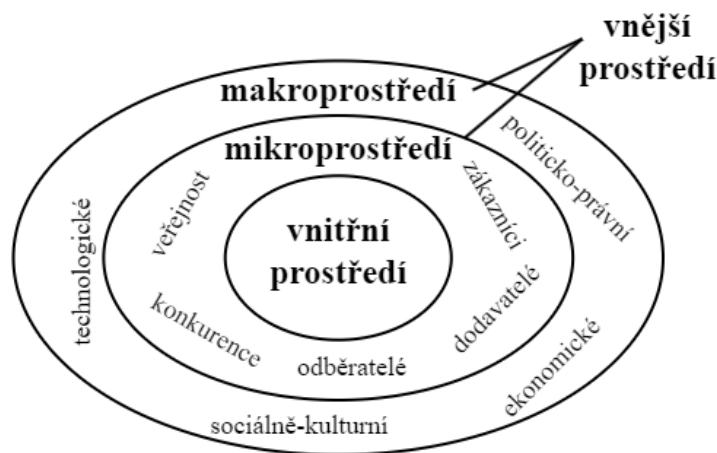 vnější
prostředí
makroprostředí
mikroprostředí
politicko-právní
zákazníci
veřejnost
technologické
vnitřní
prostředí
konkurence
dodavatelé
odběratelé
ekonomické
sociálně-kulturní